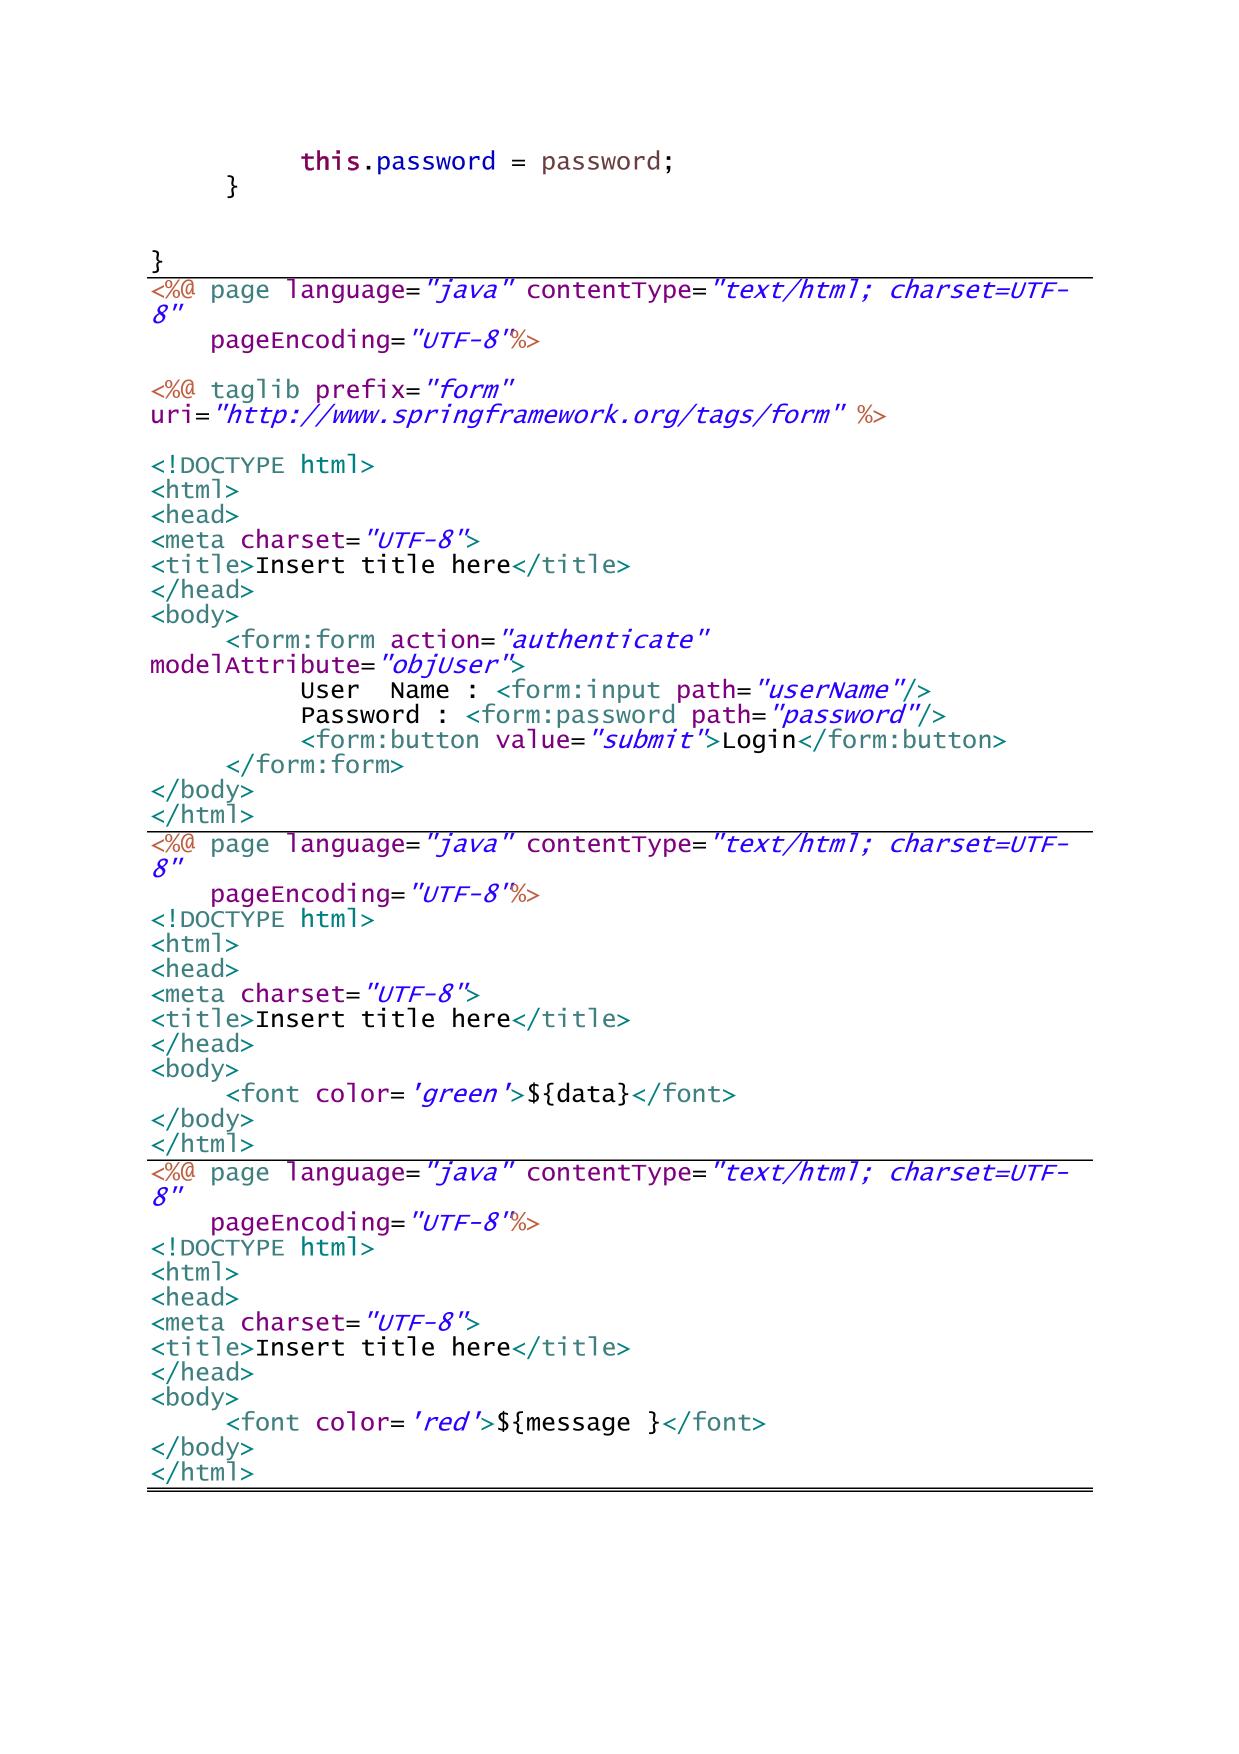 this.password = password;
}
}
<%@ page language="java" contentType="text/html; charset=UTF-
8"
pageEncoding="UTF-8"%>
<%@ taglib prefix="form"
uri="http://www.springframework.org/tags/form" %>
<!DOCTYPE html>
<html>
<head>
<meta charset="UTF-8">
<title>Insert title here</title>
</head>
<body>
<form:form action="authenticate"
modelAttribute="objUser">
User  Name : <form:input path="userName"/>
Password : <form:password path="password"/>
<form:button value="submit">Login</form:button>
</form:form>
</body>
</html>
<%@ page language="java" contentType="text/html; charset=UTF-
8"
pageEncoding="UTF-8"%>
<!DOCTYPE html>
<html>
<head>
<meta charset="UTF-8">
<title>Insert title here</title>
</head>
<body>
<font color='green'>${data}</font>
</body>
</html>
<%@ page language="java" contentType="text/html; charset=UTF-
8"
pageEncoding="UTF-8"%>
<!DOCTYPE html>
<html>
<head>
<meta charset="UTF-8">
<title>Insert title here</title>
</head>
<body>
<font color='red'>${message }</font>
</body>
</html>